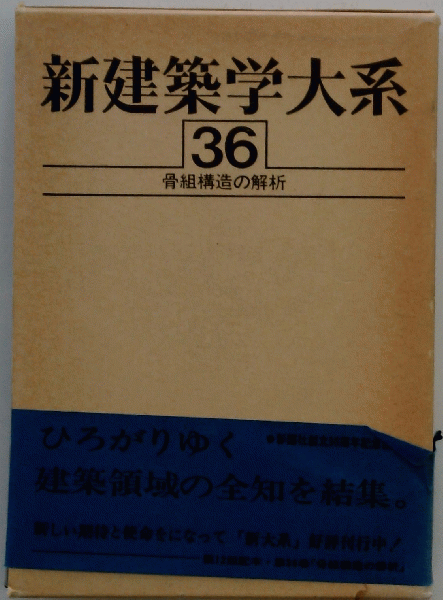 新建築学大系
36
骨組構造の解析
ひろがりゆく
建築領域の全知を結集。
新しい期待と使命をになって「新大系」好評刊行中!